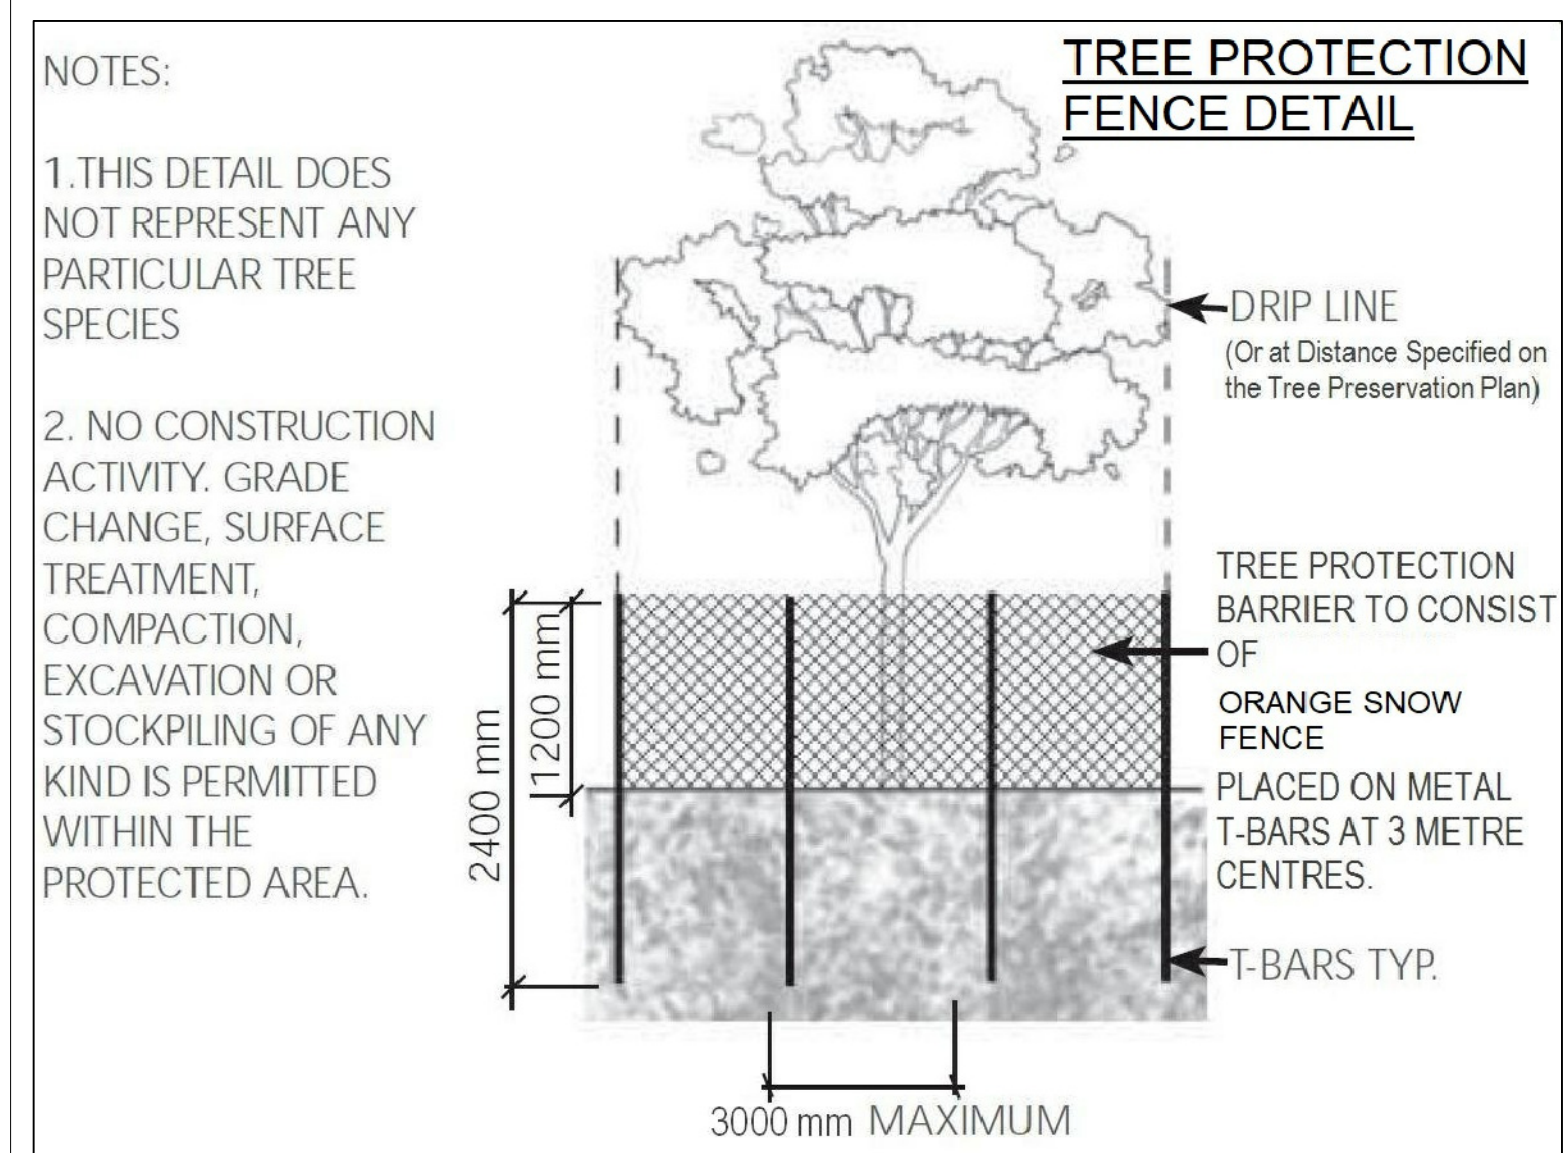 TREE PROTECTION
FENCE DETAIL
NOTES:
1.THIS DETAIL DOES
NOT REPRESENT ANY
PARTICULAR TREE
SPECIES
2. NO CONSTRUCTION
ACTIVITY. GRADE
CHANGE, SURFACE
TREATMENT,
COMPACTION,
EXCAVATION OR
STOCKPILING OF ANY
KIND IS PERMITTED
WITHIN THE
PROTECTED AREA.
DRIP LINE
(Or at Distance Specified on
the Tree Preservation Plan)
TREE PROTECTION
BARRIER TO CONSIST
OF
ORANGE SNOW
FENCE
PLACED ON METAL
T-BARS AT 3 METRE
CENTRES.
T-BARS TYP.
2400 mm
1200 mm
3000 mm MAXIMUM